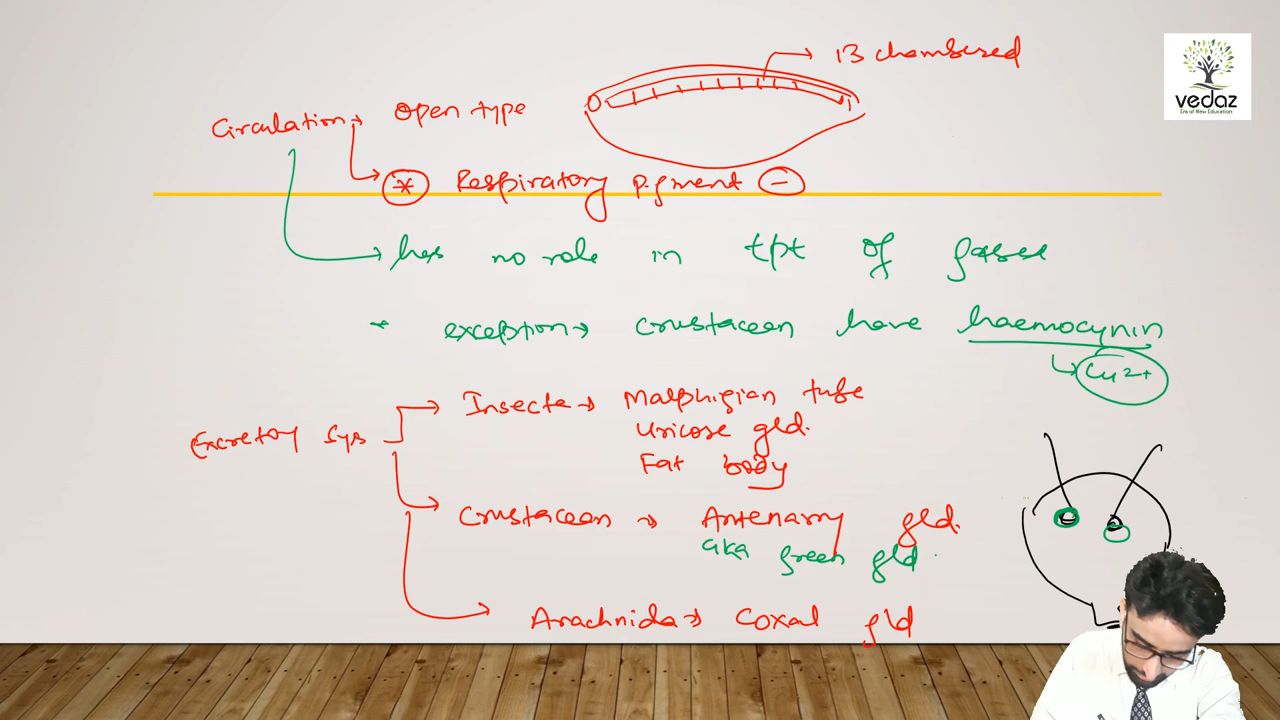 13 chambered
vedaz
Era of New Education
Circulation → open type
* Respiratory pigment -
has no role in tpt of gases
* exception → crustacean have haemocynin
Cu2+
Excretory sys
Insecta → Malphigian tube
Uricose gld.
Fat body
Crustacean → Antenarry gld.
aka green gld.
Arachnida → Coxal gld